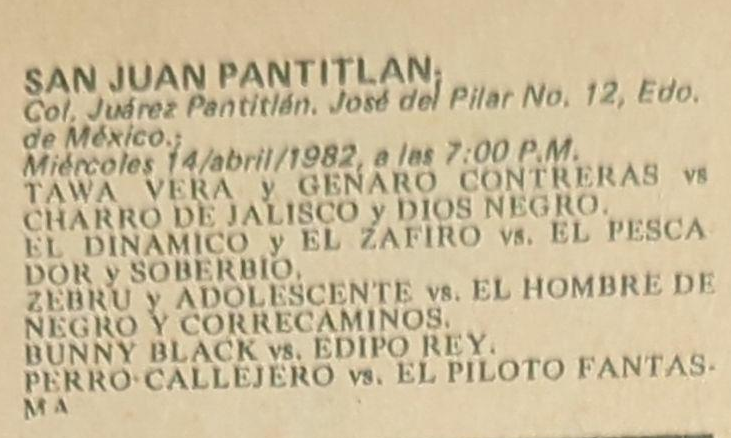 SAN JUAN PANTITLAN;
Col. Juárez Pantitlán. José del Pilar No. 12, Edo.
de México.;
Miércoles 14/abril/1982, a las 7:00 P.M.
TAWA VERA y GENARO CONTRERAS vs
CHARRO DE JALISCO y DIOS NEGRO.
EL DINAMICO y EL ZAFIRO vs. EL PESCA
DOR y SOBERBIO.
ZEBRU y ADOLESCENTE vs. EL HOMBRE DE
NEGRO Y CORRECAMINOS.
BUNNY BLACK vs. EDIPO REY.
PERRO CALLEJERO vs. EL PILOTO FANTAS-
MA